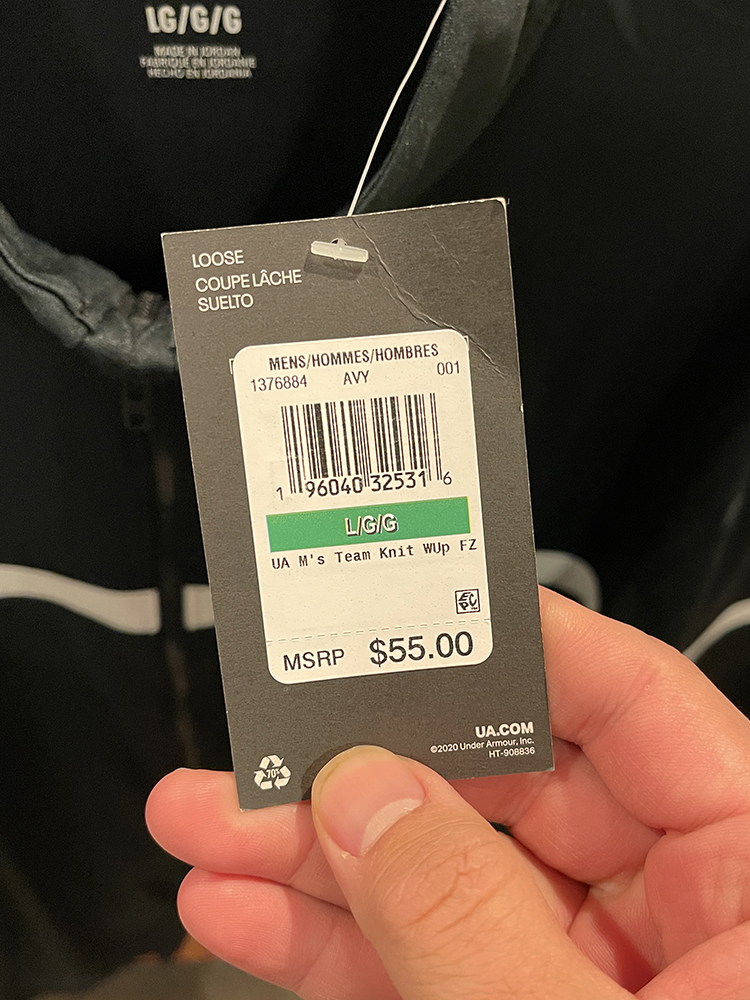 LG/G/G
MADE IN JORDAN
FABRIQUÉ EN JORDANIE
HECHO EN JORDANIA
LOOSE
COUPE LÂCHE
SUELTO
MENS/HOMMES/HOMBRES
1376884 AVY 001
1 96040 32531 6
L/G/G
UA M's Team Knit WUp FZ
EPC
MSRP $55.00
UA.COM
©2020 Under Armour, Inc.
HT-908836
70%